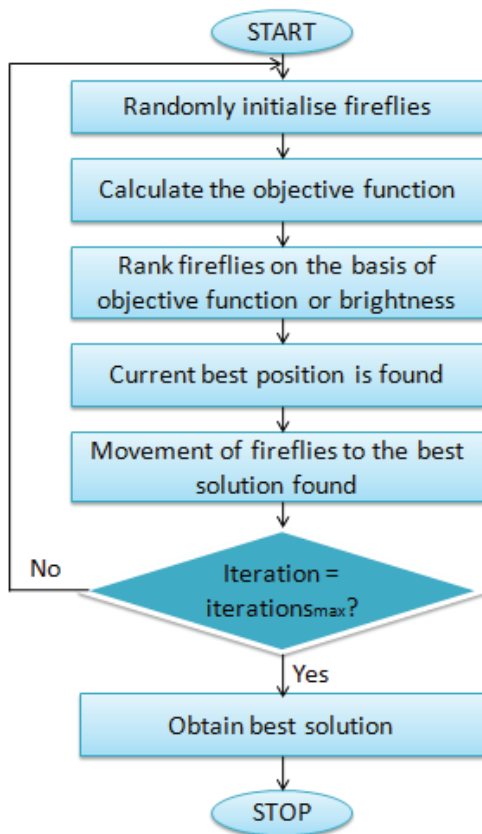 START
Randomly initialise fireflies
Calculate the objective function
Rank fireflies on the basis of
objective function or brightness
Current best position is found
Movement of fireflies to the best
solution found
No
Iteration =
iterationsmax?
Yes
Obtain best solution
STOP